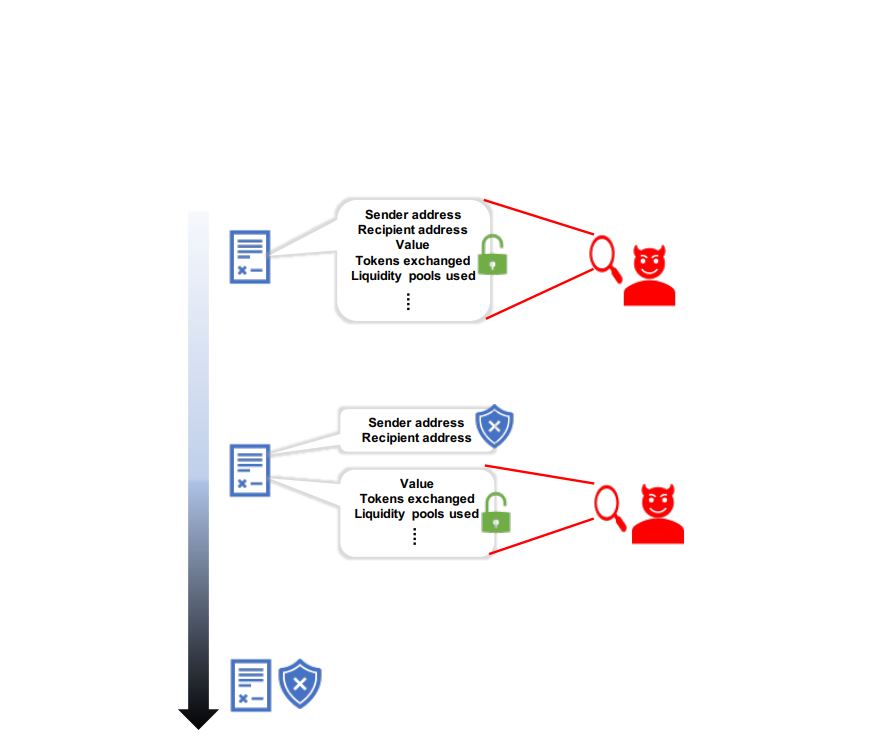 Sender address
Recipient address
Value
Tokens exchanged
Liquidity pools used
Sender address
Recipient address
Value
Tokens exchanged
Liquidity pools used